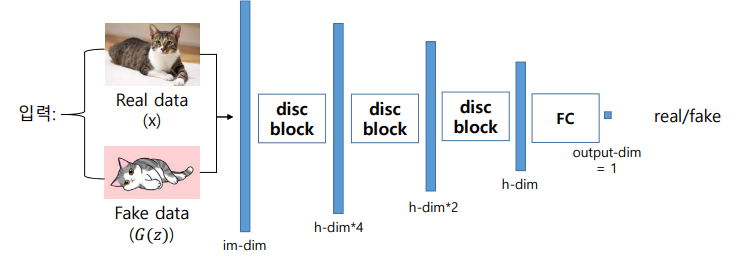 입력:
Real data
(x)
Fake data
(G(z))
im-dim
disc
block
h-dim*4
disc
block
h-dim*2
disc
block
h-dim
FC
output-dim
= 1
real/fake